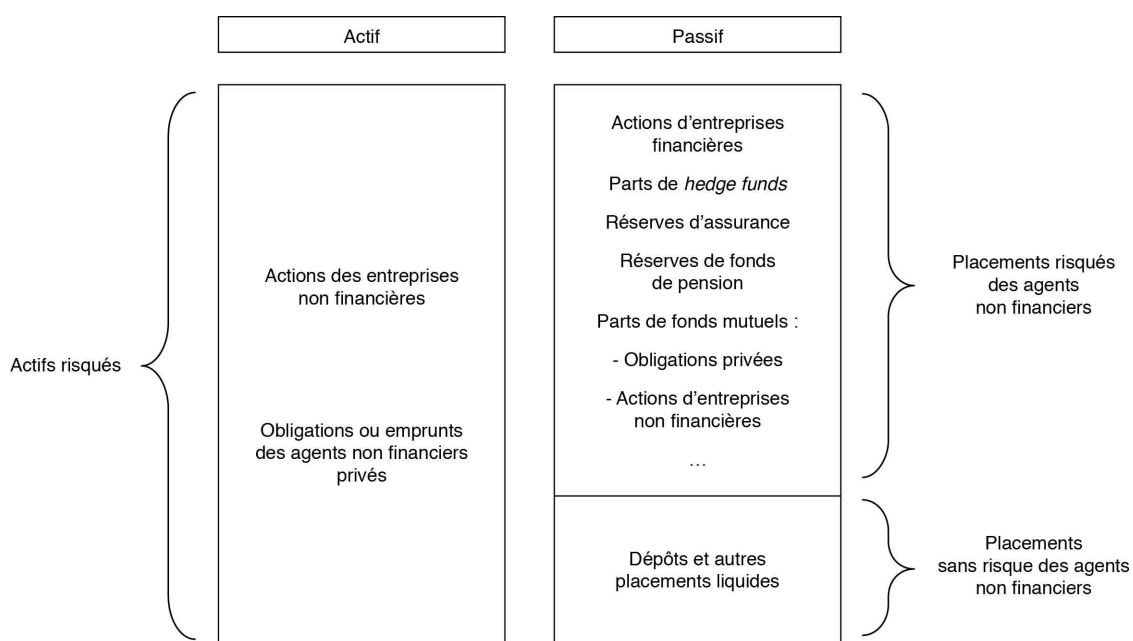 Actif
Passif
Actifs risqués
Actions des entreprises
non financières
Obligations ou emprunts
des agents non financiers
privés
Actions d’entreprises
financières
Parts de hedge funds
Réserves d’assurance
Réserves de fonds
de pension
Parts de fonds mutuels :
- Obligations privées
- Actions d’entreprises
non financières
…
Dépôts et autres
placements liquides
Placements risqués
des agents
non financiers
Placements
sans risque des agents
non financiers